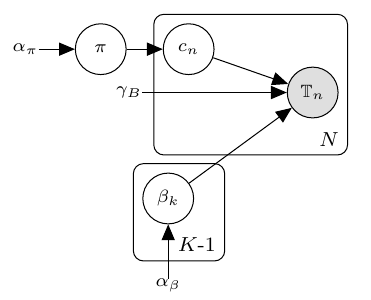 α_π π c_n
γ_B 𝕋_n
N
β_k
K-1
α_β